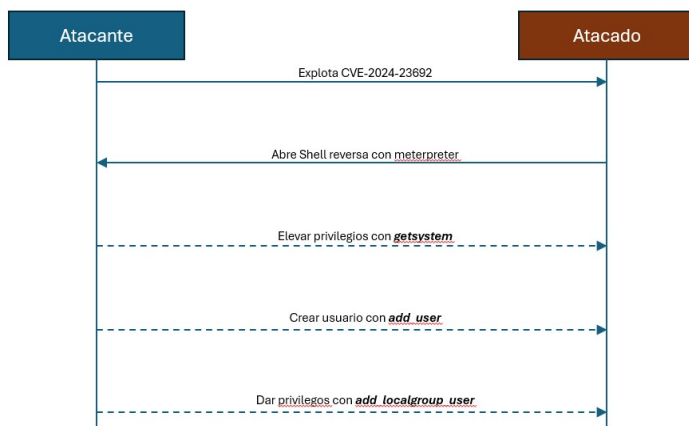 Atacante
Atacado
Explota CVE-2024-23692
Abre Shell reversa con meterpreter
Elevar privilegios con getsystem
Crear usuario con add_user
Dar privilegos con add_localgroup_user